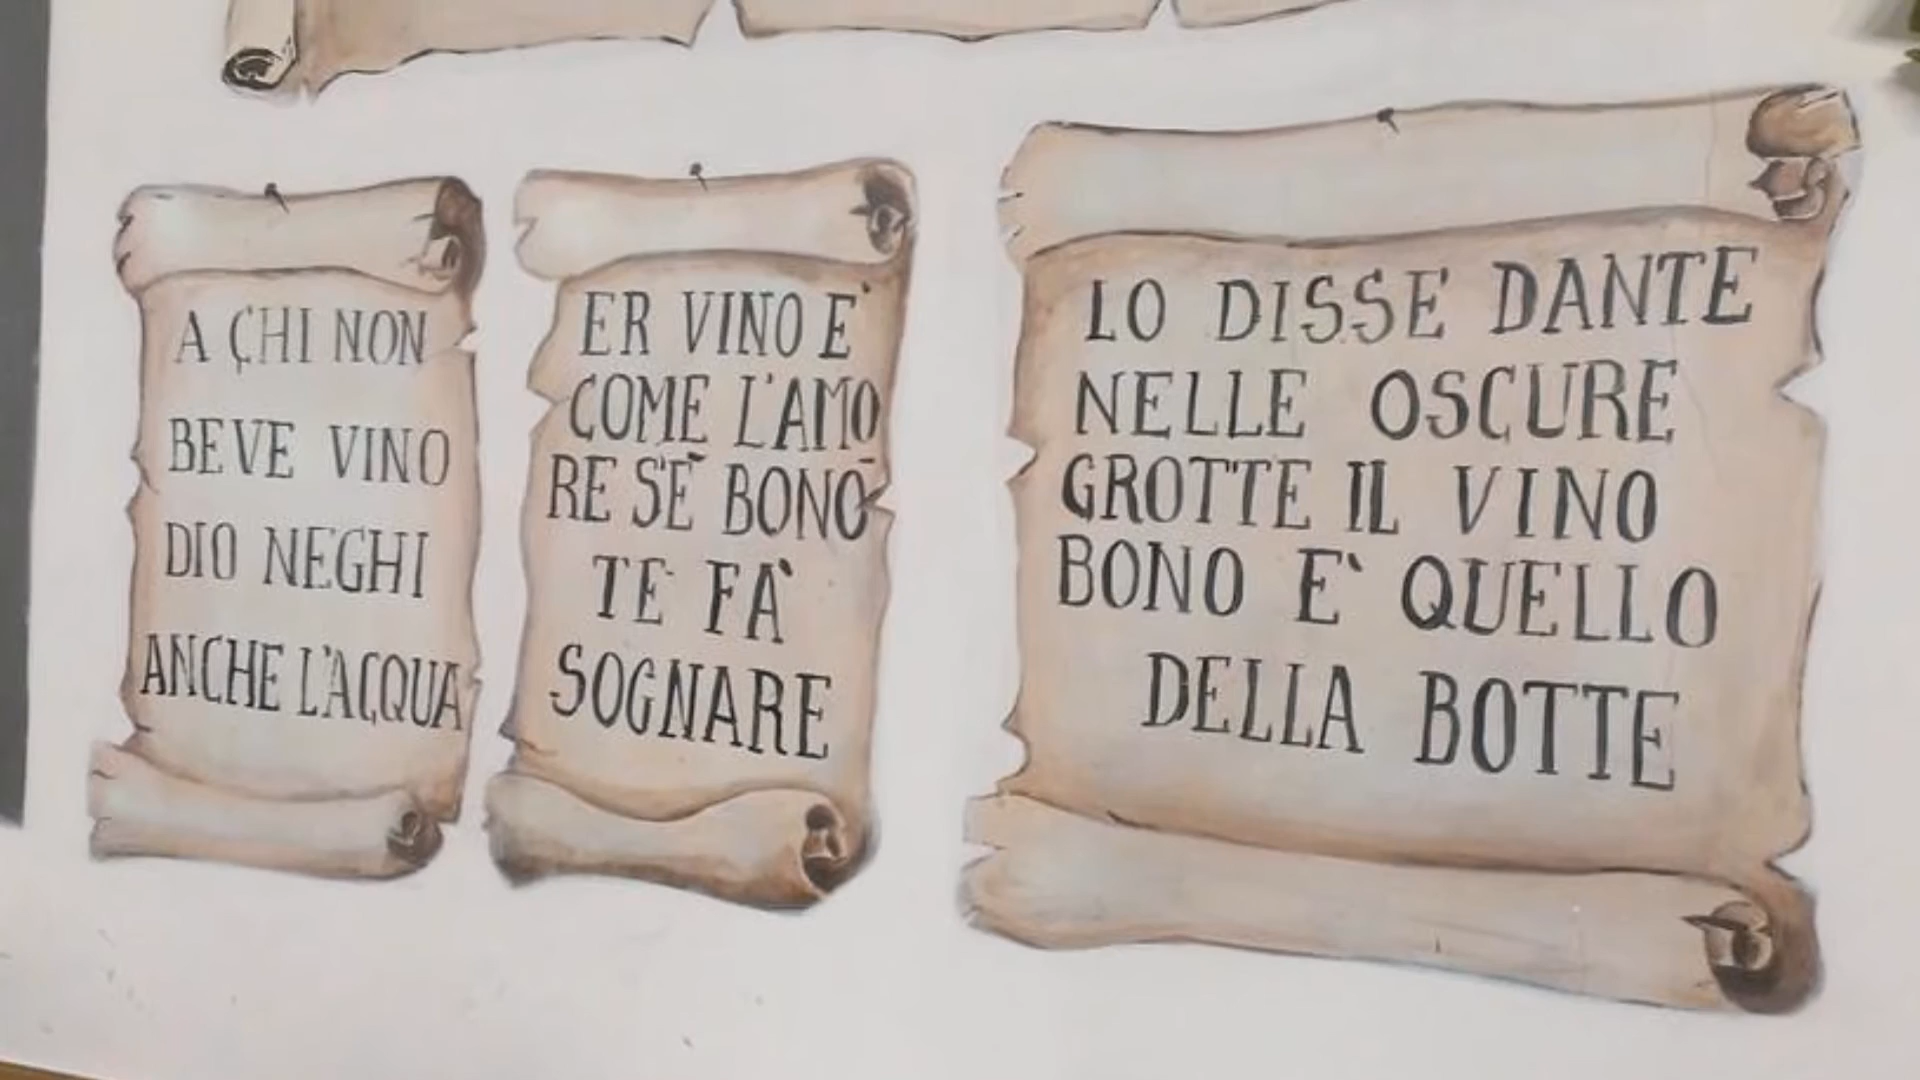 A CHI NON
BEVE VINO
DIO NEGHI
ANCHE L'ACQUA
ER VINO E'
COME L'AMO
RE SE BONO
TE FA'
SOGNARE
LO DISSE DANTE
NELLE OSCURE
GROTTE IL VINO
BONO E' QUELLO
DELLA BOTTE